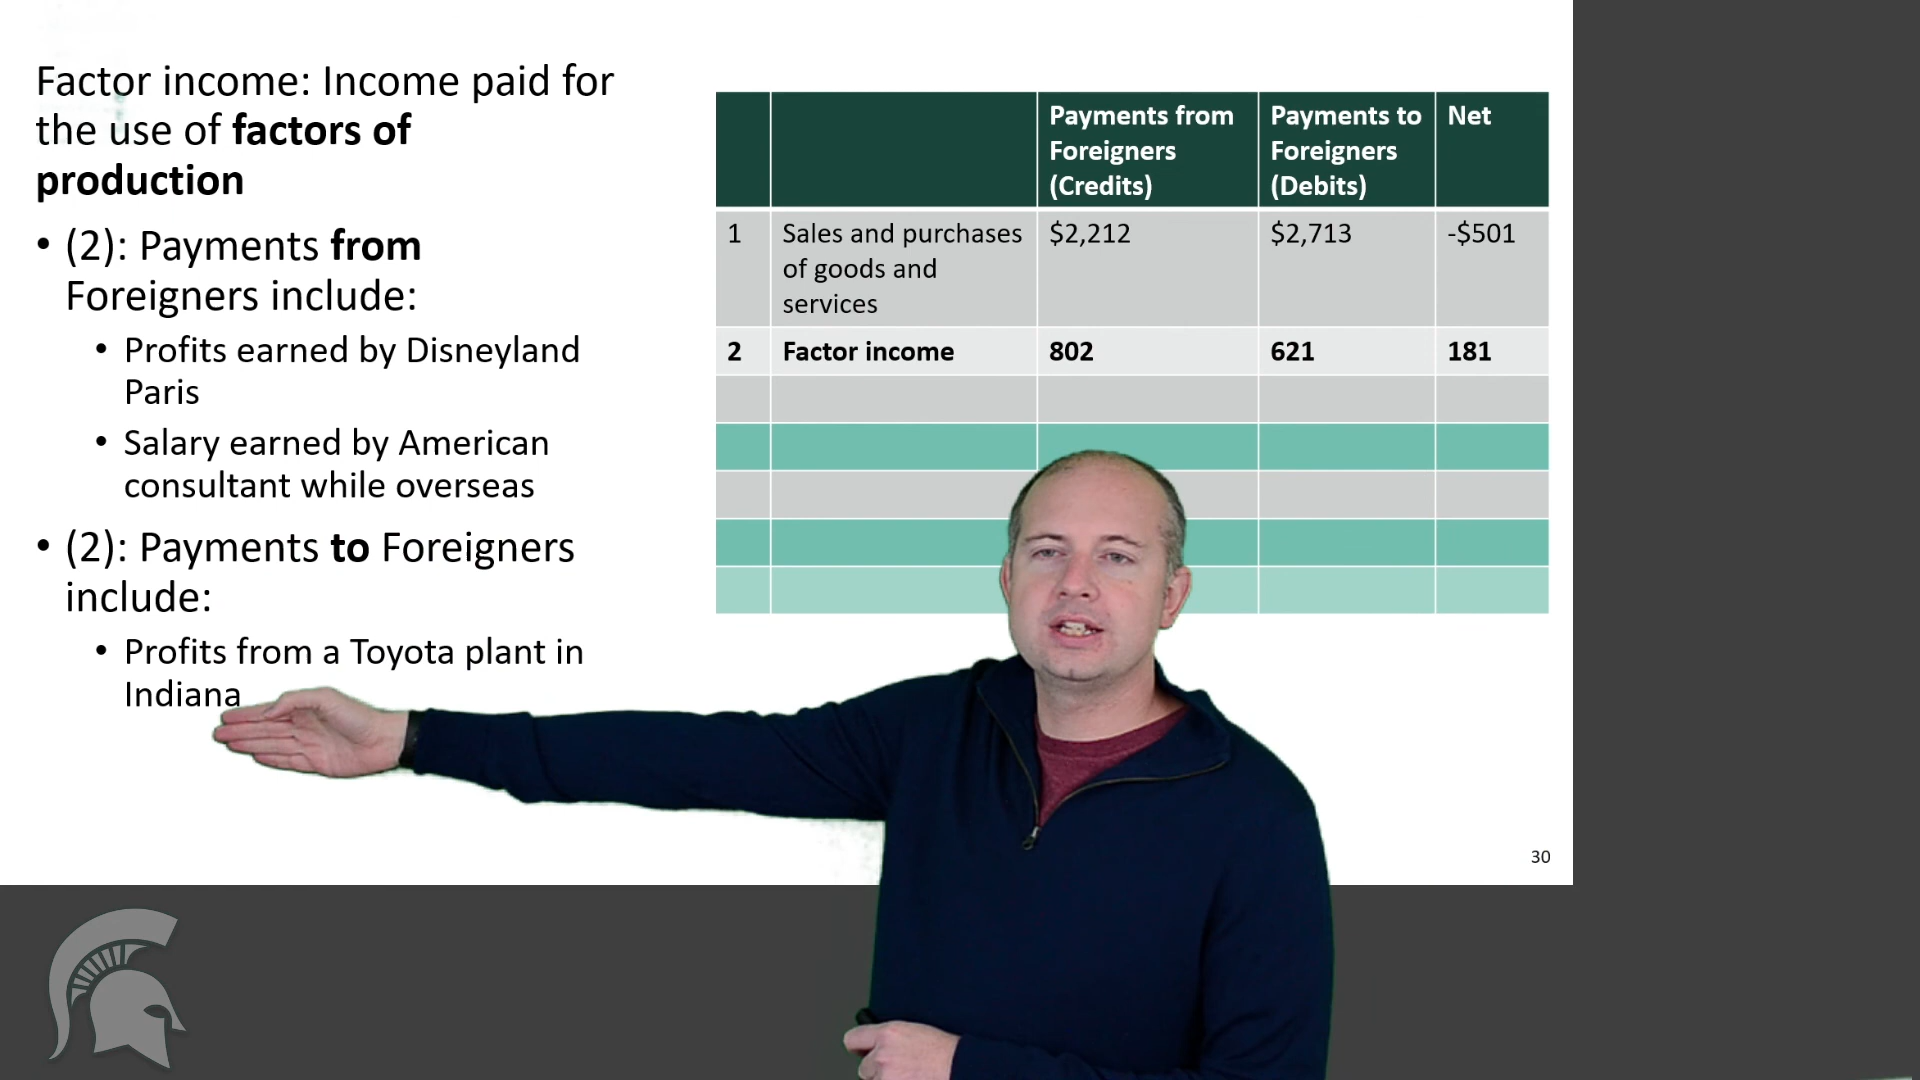 Factor income: Income paid for
the use of factors of
production
• (2): Payments from
Foreigners include:
• Profits earned by Disneyland
Paris
• Salary earned by American
consultant while overseas
• (2): Payments to Foreigners
include:
• Profits from a Toyota plant in
Indiana
Payments from
Foreigners
(Credits)
Payments to
Foreigners
(Debits)
Net
1
Sales and purchases
of goods and
services
$2,212
$2,713
-$501
2
Factor income
802
621
181
30